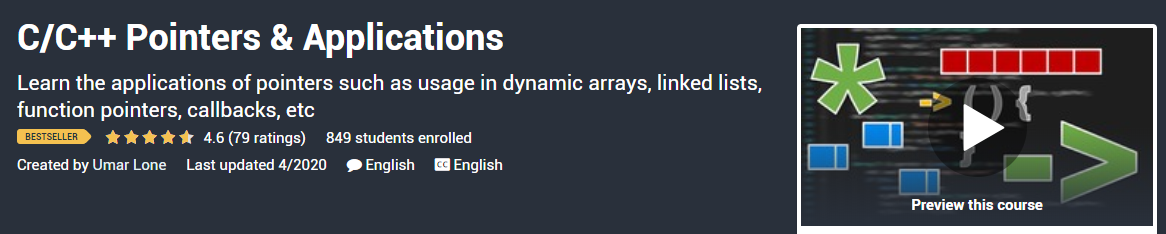 C/C++ Pointers & Applications
Learn the applications of pointers such as usage in dynamic arrays, linked lists,
function pointers, callbacks, etc
BESTSELLER 4.6 (79 ratings) 849 students enrolled
Created by Umar Lone Last updated 4/2020 English CC English
* -> () {
} ->
Preview this course